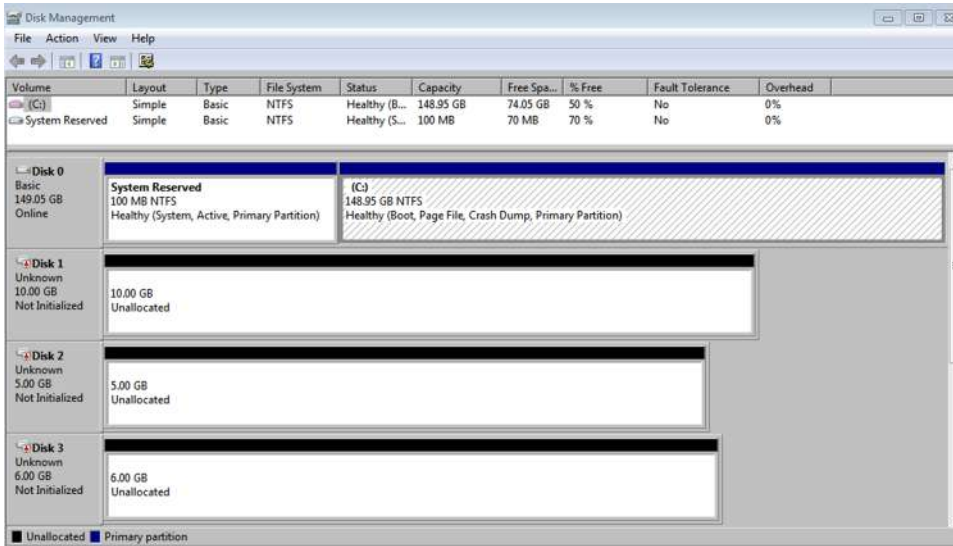 Disk Management
File Action View Help
Volume Layout Type File System Status Capacity Free Spa... % Free Fault Tolerance Overhead
(C:) Simple Basic NTFS Healthy (B... 148.95 GB 74.05 GB 50 % No 0%
System Reserved Simple Basic NTFS Healthy (S... 100 MB 70 MB 70 % No 0%
Disk 0
Basic
149.05 GB
Online
System Reserved
100 MB NTFS
Healthy (System, Active, Primary Partition)
(C:)
148.95 GB NTFS
Healthy (Boot, Page File, Crash Dump, Primary Partition)
Disk 1
Unknown
10.00 GB
Not Initialized
10.00 GB
Unallocated
Disk 2
Unknown
5.00 GB
Not Initialized
5.00 GB
Unallocated
Disk 3
Unknown
6.00 GB
Not Initialized
6.00 GB
Unallocated
Unallocated Primary partition